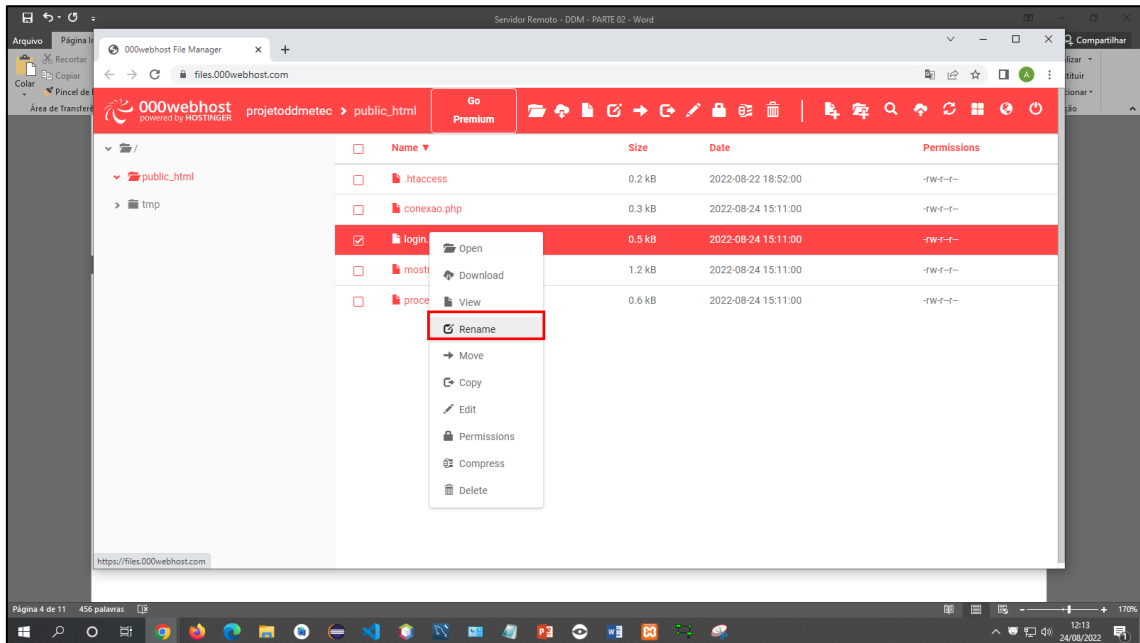 Servidor Remoto - DDM - PARTE 02 - Word
Arquivo
Compartilhar
Recortar
Copiar
Colar
Pincel de
000webhost File Manager
files.000webhost.com
A
000webhost
powered by HOSTINGER
projetoddmetec > public_html
Go
Premium
/
public_html
tmp
Name ▼ Size Date Permissions
.htaccess 0.2 kB 2022-08-22 18:52:00 -rw-r--r--
conexao.php 0.3 kB 2022-08-24 15:11:00 -rw-r--r--
login. 0.5 kB 2022-08-24 15:11:00 -rw-r--r--
mostr 1.2 kB 2022-08-24 15:11:00 -rw-r--r--
proce 0.6 kB 2022-08-24 15:11:00 -rw-r--r--
Open
Download
View
Rename
Move
Copy
Edit
Permissions
Compress
Delete
https://files.000webhost.com
Página 4 de 11 456 palavras
170%
12:13
24/08/2022